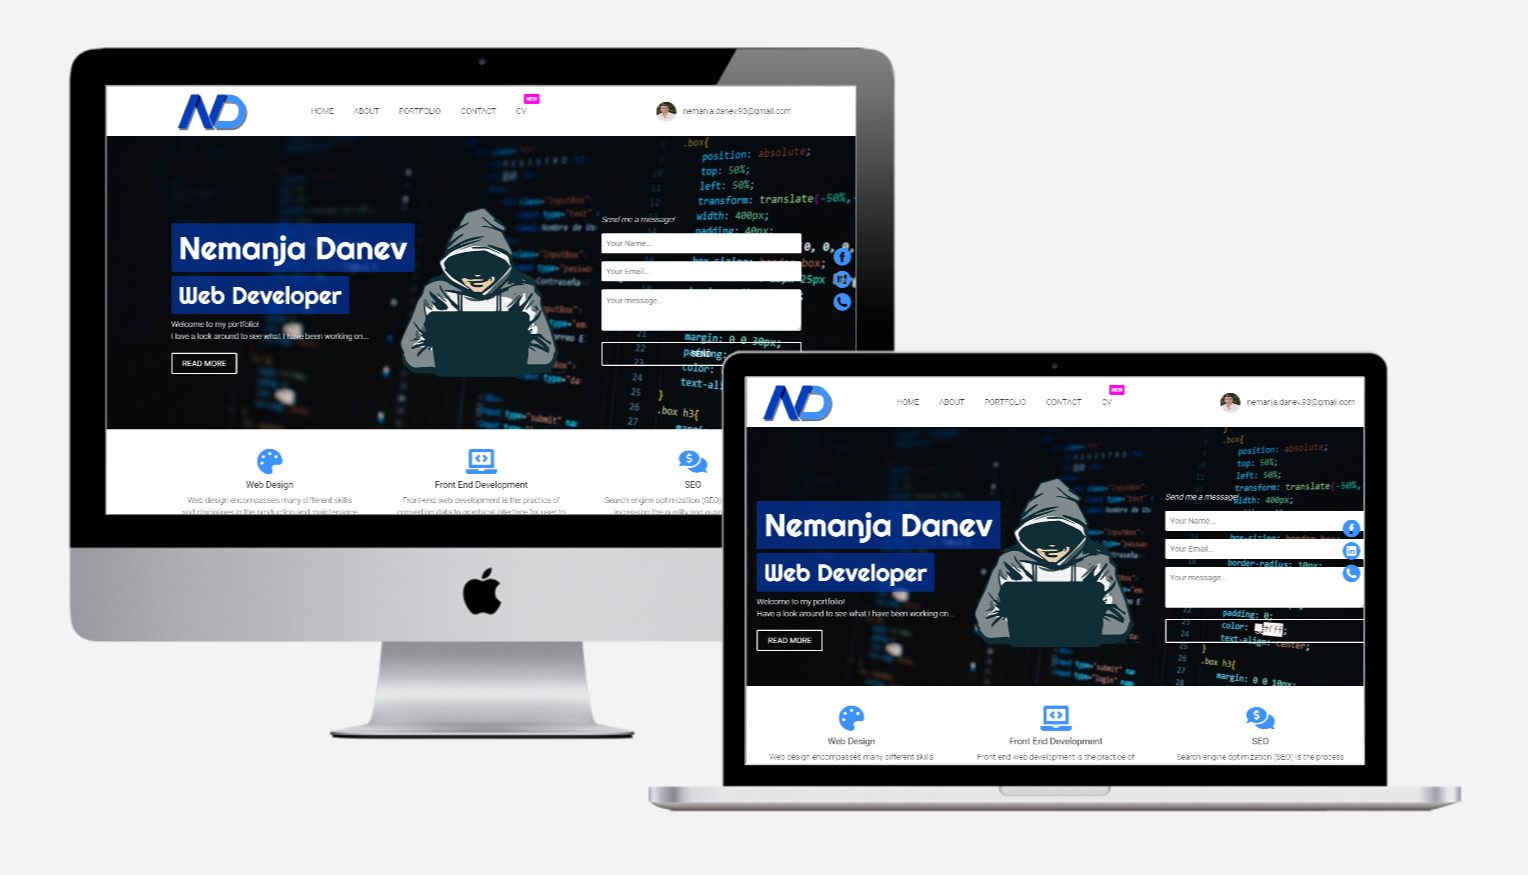 ND
HOME ABOUT PORTFOLIO CONTACT CV NEW
nemanja.danev.93@gmail.com
Nemanja Danev
Web Developer
Welcome to my portfolio!
Have a look around to see what I have been working on...
READ MORE
Send me a message!
Your Name...
Your Email...
Your message...
SEND
.box{
position: absolute;
top: 50%;
left: 50%;
transform: translate(-50%,
width: 400px;
padding: 40px;
margin: 0 0 30px;
padding:
color:
text-ali
}
.box h3{
Web Design
Web design encompasses many different skills
and disciplines in the production and maintenance
Front End Development
Front-end web development is the practice of
converting data to graphical interface for user to
SEO
Search engine optimization (SEO)
increasing the quality and
ND
HOME ABOUT PORTFOLIO CONTACT CV NEW
nemanja.danev.93@gmail.com
Nemanja Danev
Web Developer
Welcome to my portfolio!
Have a look around to see what I have been working on...
READ MORE
Send me a message!
Your Name...
Your Email...
Your message...
.box{
position: absolute;
top: 50%;
left: 50%;
transform: translate(-50%,
width: 400px;
border-radius: 10px;
padding: 0;
color:
text-align: center;
}
.box h3{
margin: 0 0 10px;
Web Design
Web design encompasses many different skills
Front End Development
Front end web development is the practice of
SEO
Search engine optimization (SEO) is the process